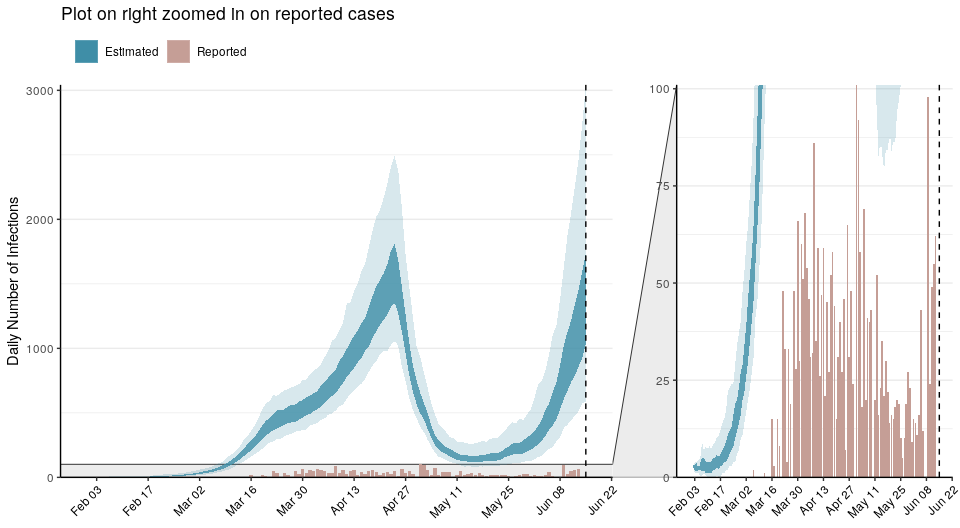 Plot on right zoomed in on reported cases
Estimated
Reported
Daily Number of Infections
3000
2000
1000
0
Feb 03
Feb 17
Mar 02
Mar 16
Mar 30
Apr 13
Apr 27
May 11
May 25
Jun 08
Jun 22
100
75
50
25
0
Feb 03
Feb 17
Mar 02
Mar 16
Mar 30
Apr 13
Apr 27
May 11
May 25
Jun 08
Jun 22